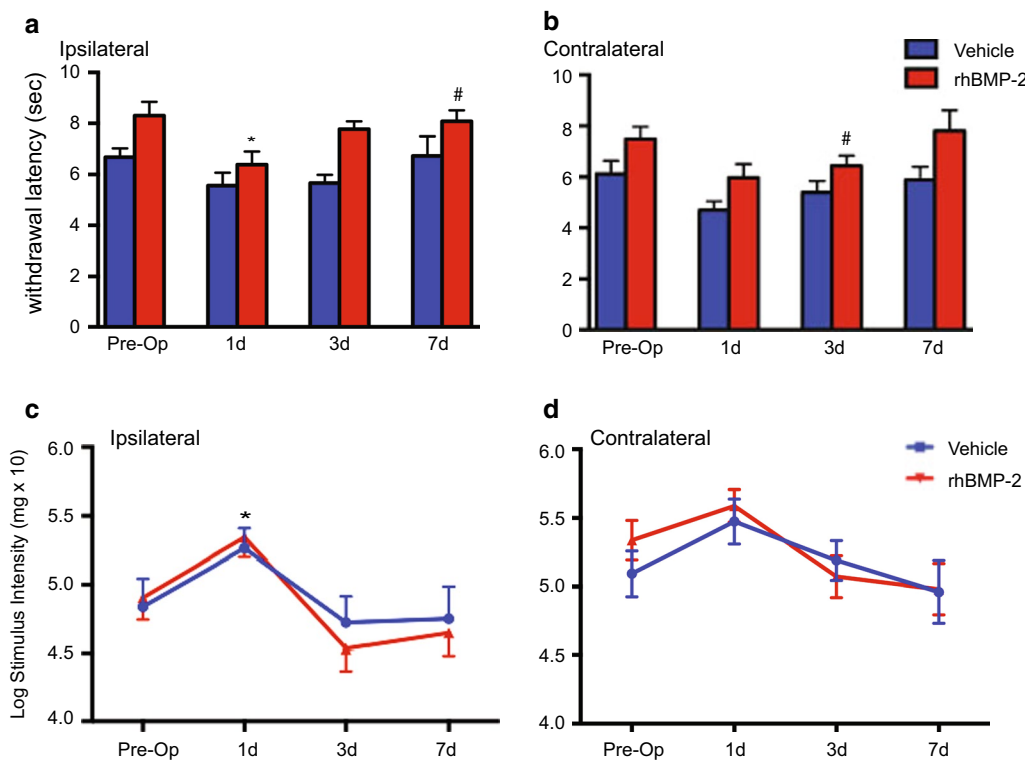 a
Ipsilateral
withdrawal latency (sec)
10
8
6
4
2
0
*
#
Pre-Op 1d 3d 7d
b
Contralateral
Vehicle
rhBMP-2
10
8
6
4
2
0
#
Pre-Op 1d 3d 7d
c
Ipsilateral
Log Stimulus Intensity (mg x 10)
6.0
5.5
5.0
4.5
4.0
*
Pre-Op 1d 3d 7d
d
Contralateral
Vehicle
rhBMP-2
6.0
5.5
5.0
4.5
4.0
Pre-Op 1d 3d 7d